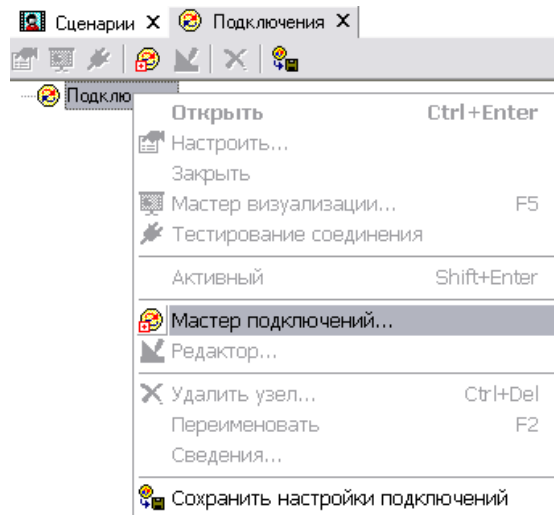 Сценарии X Подключения X
Подклю
Открыть Ctrl+Enter
Настроить...
Закрыть
Мастер визуализации... F5
Тестирование соединения
Активный Shift+Enter
Мастер подключений...
Редактор...
Удалить узел... Ctrl+Del
Переименовать F2
Сведения...
Сохранить настройки подключений